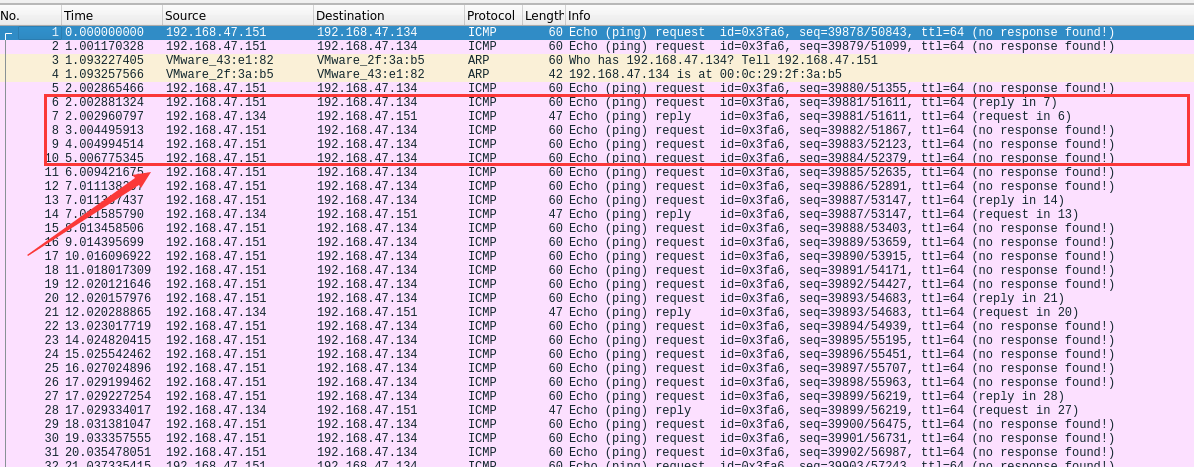 No. Time Source Destination Protocol Length Info
1 0.000000000 192.168.47.151 192.168.47.134 ICMP 60 Echo (ping) request id=0x3fa6, seq=39878/50843, ttl=64 (no response found!)
2 1.001170328 192.168.47.151 192.168.47.134 ICMP 60 Echo (ping) request id=0x3fa6, seq=39879/51099, ttl=64 (no response found!)
3 1.093227405 VMware_43:e1:82 VMware_2f:3a:b5 ARP 60 Who has 192.168.47.134? Tell 192.168.47.151
4 1.093257566 VMware_2f:3a:b5 VMware_43:e1:82 ARP 42 192.168.47.134 is at 00:0c:29:2f:3a:b5
5 2.002865466 192.168.47.151 192.168.47.134 ICMP 60 Echo (ping) request id=0x3fa6, seq=39880/51355, ttl=64 (no response found!)
6 2.002881324 192.168.47.151 192.168.47.134 ICMP 60 Echo (ping) request id=0x3fa6, seq=39881/51611, ttl=64 (reply in 7)
7 2.002960797 192.168.47.134 192.168.47.151 ICMP 47 Echo (ping) reply id=0x3fa6, seq=39881/51611, ttl=64 (request in 6)
8 3.004495913 192.168.47.151 192.168.47.134 ICMP 60 Echo (ping) request id=0x3fa6, seq=39882/51867, ttl=64 (no response found!)
9 4.004994514 192.168.47.151 192.168.47.134 ICMP 60 Echo (ping) request id=0x3fa6, seq=39883/52123, ttl=64 (no response found!)
10 5.006775345 192.168.47.151 192.168.47.134 ICMP 60 Echo (ping) request id=0x3fa6, seq=39884/52379, ttl=64 (no response found!)
11 6.009421675 192.168.47.151 192.168.47.134 ICMP 60 Echo (ping) request id=0x3fa6, seq=39885/52635, ttl=64 (no response found!)
12 192.168.47.151 192.168.47.134 ICMP 60 Echo (ping) request id=0x3fa6, seq=39886/52891, ttl=64 (no response found!)
13 192.168.47.151 192.168.47.134 ICMP 60 Echo (ping) request id=0x3fa6, seq=39887/53147, ttl=64 (reply in 14)
14 192.168.47.134 192.168.47.151 ICMP 47 Echo (ping) reply id=0x3fa6, seq=39887/53147, ttl=64 (request in 13)
15 192.168.47.151 192.168.47.134 ICMP 60 Echo (ping) request id=0x3fa6, seq=39888/53403, ttl=64 (no response found!)
16 9.014395699 192.168.47.151 192.168.47.134 ICMP 60 Echo (ping) request id=0x3fa6, seq=39889/53659, ttl=64 (no response found!)
17 10.016096922 192.168.47.151 192.168.47.134 ICMP 60 Echo (ping) request id=0x3fa6, seq=39890/53915, ttl=64 (no response found!)
18 11.018017309 192.168.47.151 192.168.47.134 ICMP 60 Echo (ping) request id=0x3fa6, seq=39891/54171, ttl=64 (no response found!)
19 12.020121646 192.168.47.151 192.168.47.134 ICMP 60 Echo (ping) request id=0x3fa6, seq=39892/54427, ttl=64 (no response found!)
20 12.020157976 192.168.47.151 192.168.47.134 ICMP 60 Echo (ping) request id=0x3fa6, seq=39893/54683, ttl=64 (reply in 21)
21 12.020288865 192.168.47.134 192.168.47.151 ICMP 47 Echo (ping) reply id=0x3fa6, seq=39893/54683, ttl=64 (request in 20)
22 13.023017719 192.168.47.151 192.168.47.134 ICMP 60 Echo (ping) request id=0x3fa6, seq=39894/54939, ttl=64 (no response found!)
23 14.024820415 192.168.47.151 192.168.47.134 ICMP 60 Echo (ping) request id=0x3fa6, seq=39895/55195, ttl=64 (no response found!)
24 15.025542462 192.168.47.151 192.168.47.134 ICMP 60 Echo (ping) request id=0x3fa6, seq=39896/55451, ttl=64 (no response found!)
25 16.027024896 192.168.47.151 192.168.47.134 ICMP 60 Echo (ping) request id=0x3fa6, seq=39897/55707, ttl=64 (no response found!)
26 17.029199462 192.168.47.151 192.168.47.134 ICMP 60 Echo (ping) request id=0x3fa6, seq=39898/55963, ttl=64 (no response found!)
27 17.029227254 192.168.47.151 192.168.47.134 ICMP 60 Echo (ping) request id=0x3fa6, seq=39899/56219, ttl=64 (reply in 28)
28 17.029334017 192.168.47.134 192.168.47.151 ICMP 47 Echo (ping) reply id=0x3fa6, seq=39899/56219, ttl=64 (request in 27)
29 18.031381047 192.168.47.151 192.168.47.134 ICMP 60 Echo (ping) request id=0x3fa6, seq=39900/56475, ttl=64 (no response found!)
30 19.033357555 192.168.47.151 192.168.47.134 ICMP 60 Echo (ping) request id=0x3fa6, seq=39901/56731, ttl=64 (no response found!)
31 20.035478051 192.168.47.151 192.168.47.134 ICMP 60 Echo (ping) request id=0x3fa6, seq=39902/56987, ttl=64 (no response found!)
32 21.037335415 192.168.47.151 192.168.47.134 ICMP 60 Echo (ping) request id=0x3fa6, seq=39903/57243, ttl=64 (no response found!)